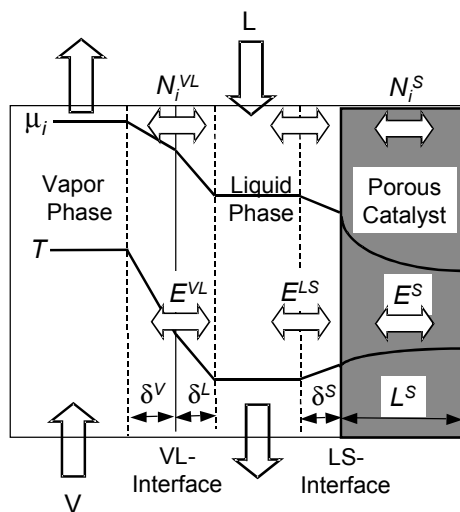 L
N_i^VL
N_i^S
μ_i
Vapor
Phase
Liquid
Phase
Porous
Catalyst
T
E^VL
E^LS
E^S
δ^V
δ^L
δ^S
L^S
VL-
Interface
LS-
Interface
V